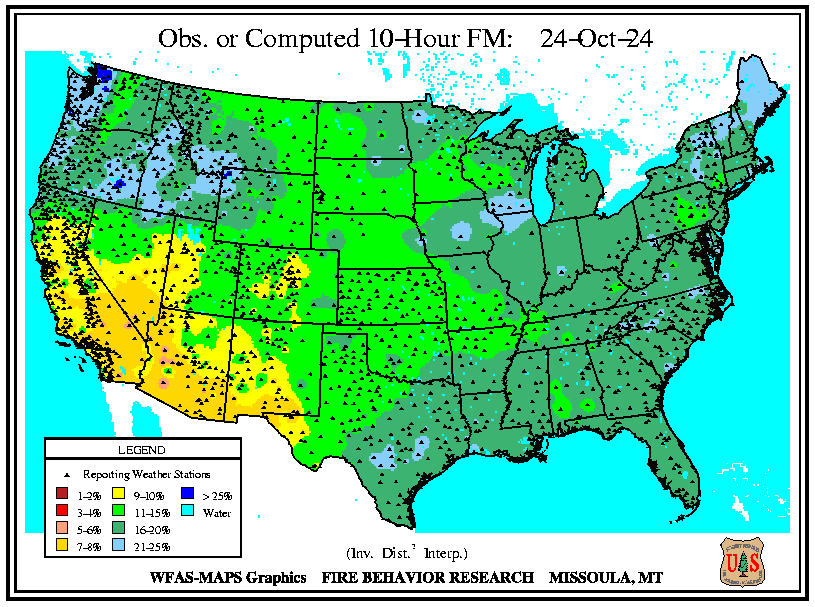 Obs. or Computed 10-Hour FM: 24-Oct-24
LEGEND
Reporting Weather Stations
1-2% 9-10% > 25%
3-4% 11-15% Water
5-6% 16-20%
7-8% 21-25%
(Inv. Dist.² Interp.)
WFAS-MAPS Graphics FIRE BEHAVIOR RESEARCH MISSOULA, MT
U S